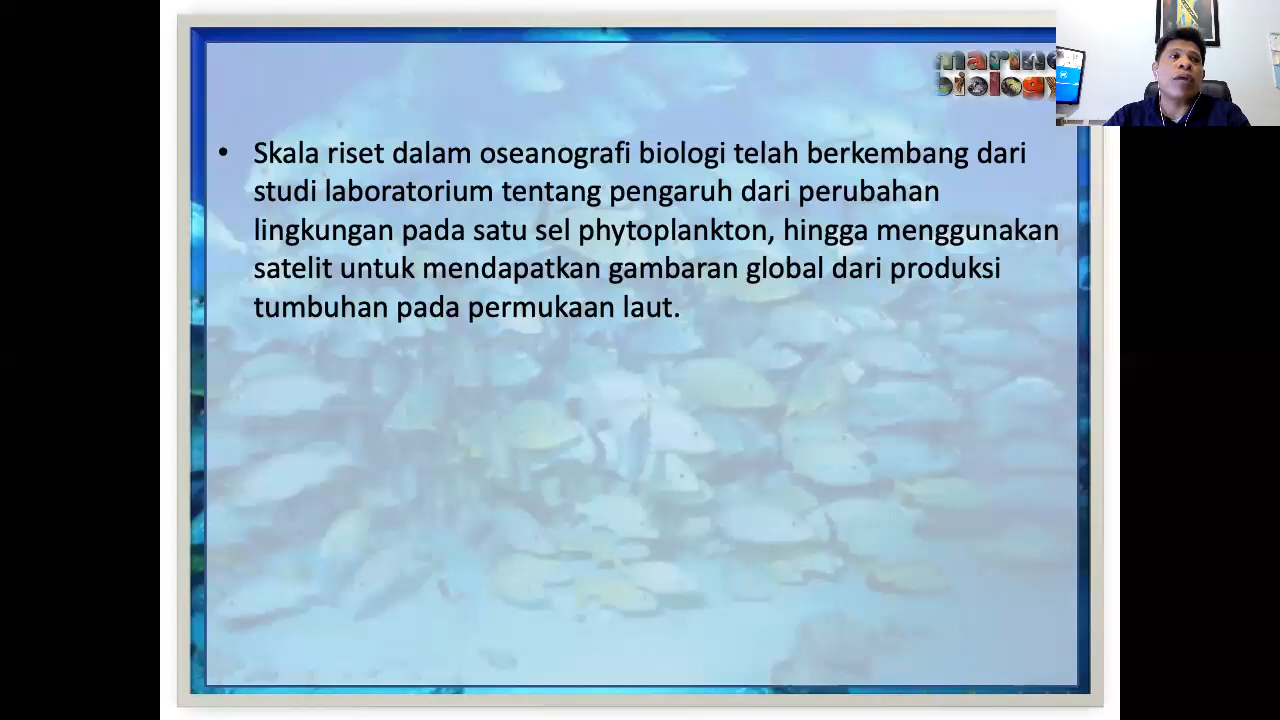 marine
biology
• Skala riset dalam oseanografi biologi telah berkembang dari
studi laboratorium tentang pengaruh dari perubahan
lingkungan pada satu sel phytoplankton, hingga menggunakan
satelit untuk mendapatkan gambaran global dari produksi
tumbuhan pada permukaan laut.